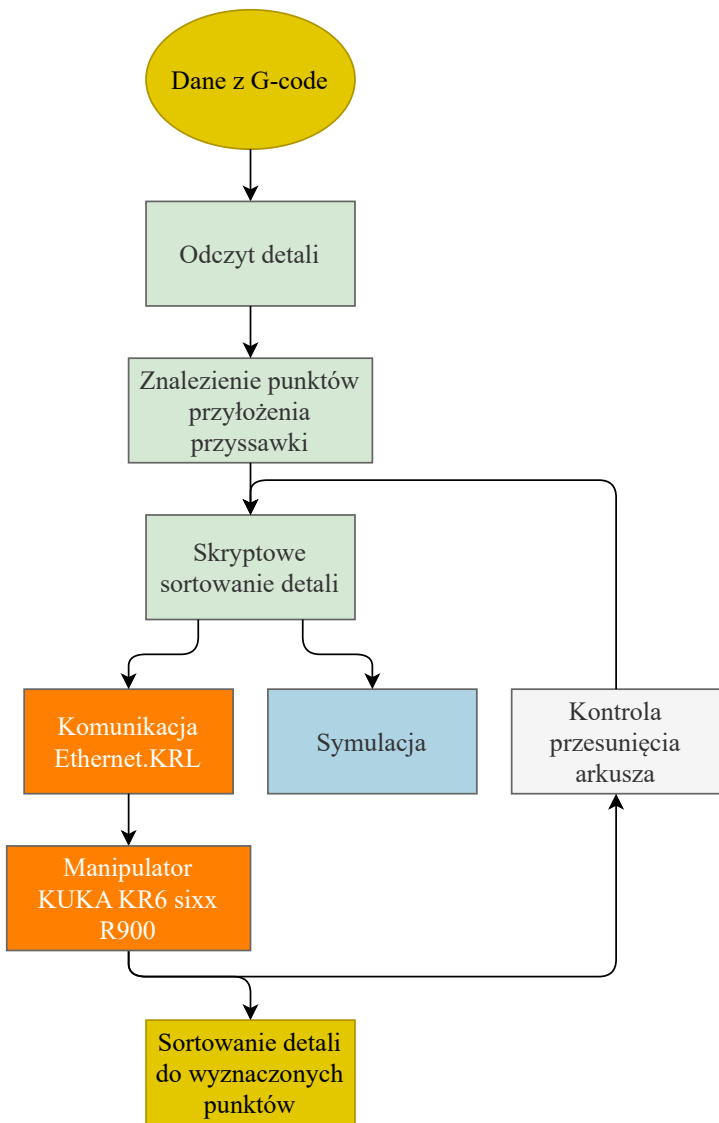 Dane z G-code
Odczyt detali
Znalezienie punktów
przyłożenia
przyssawki
Skryptowe
sortowanie detali
Komunikacja
Ethernet.KRL
Symulacja
Kontrola
przesunięcia
arkusza
Manipulator
KUKA KR6 sixx
R900
Sortowanie detali
do wyznaczonych
punktów